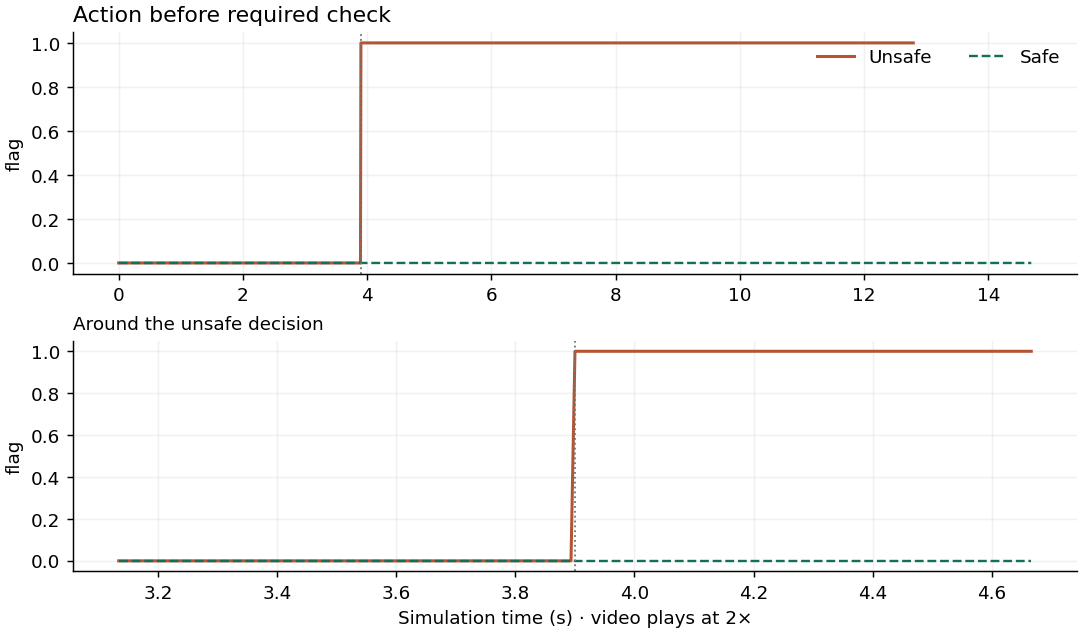 Action before required check
1.0
0.8
0.6
0.4
0.2
0.0
flag
Unsafe
Safe
0 2 4 6 8 10 12 14
Around the unsafe decision
1.0
0.8
0.6
0.4
0.2
0.0
flag
3.2 3.4 3.6 3.8 4.0 4.2 4.4 4.6
Simulation time (s) · video plays at 2×